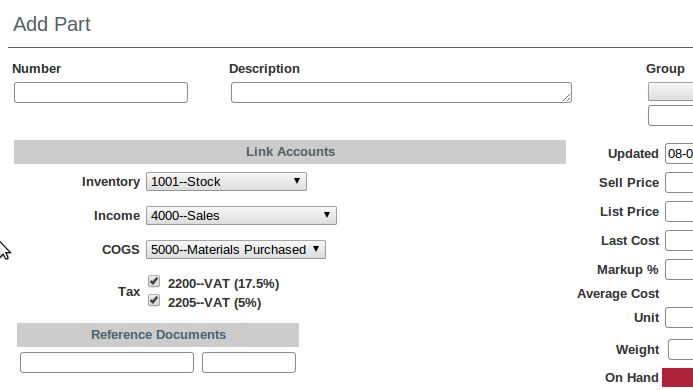 Add Part
Number Description Group
Link Accounts
Updated 08-0
Inventory 1001--Stock
Sell Price
Income 4000--Sales
List Price
COGS 5000--Materials Purchased
Last Cost
Markup %
Tax 2200--VAT (17.5%)
2205--VAT (5%)
Average Cost
Unit
Reference Documents
Weight
On Hand